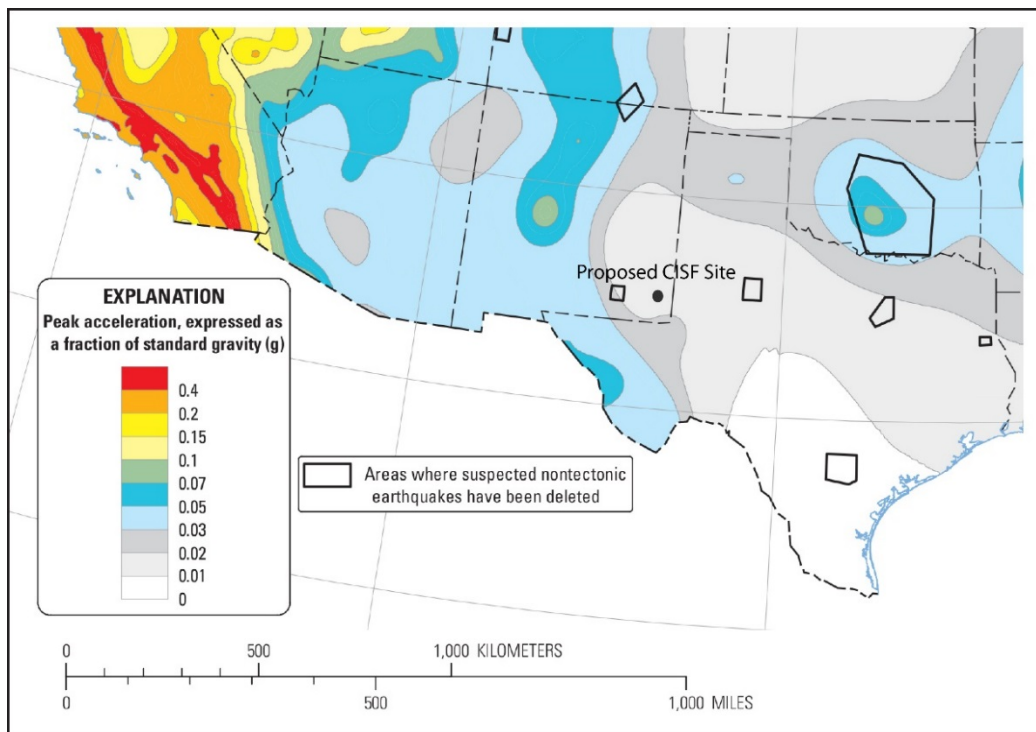 Proposed CISF Site
EXPLANATION
Peak acceleration, expressed as
a fraction of standard gravity (g)
0.4
0.2
0.15
0.1
0.07
0.05
0.03
0.02
0.01
0
Areas where suspected nontectonic
earthquakes have been deleted
0 500 1,000 KILOMETERS
0 500 1,000 MILES